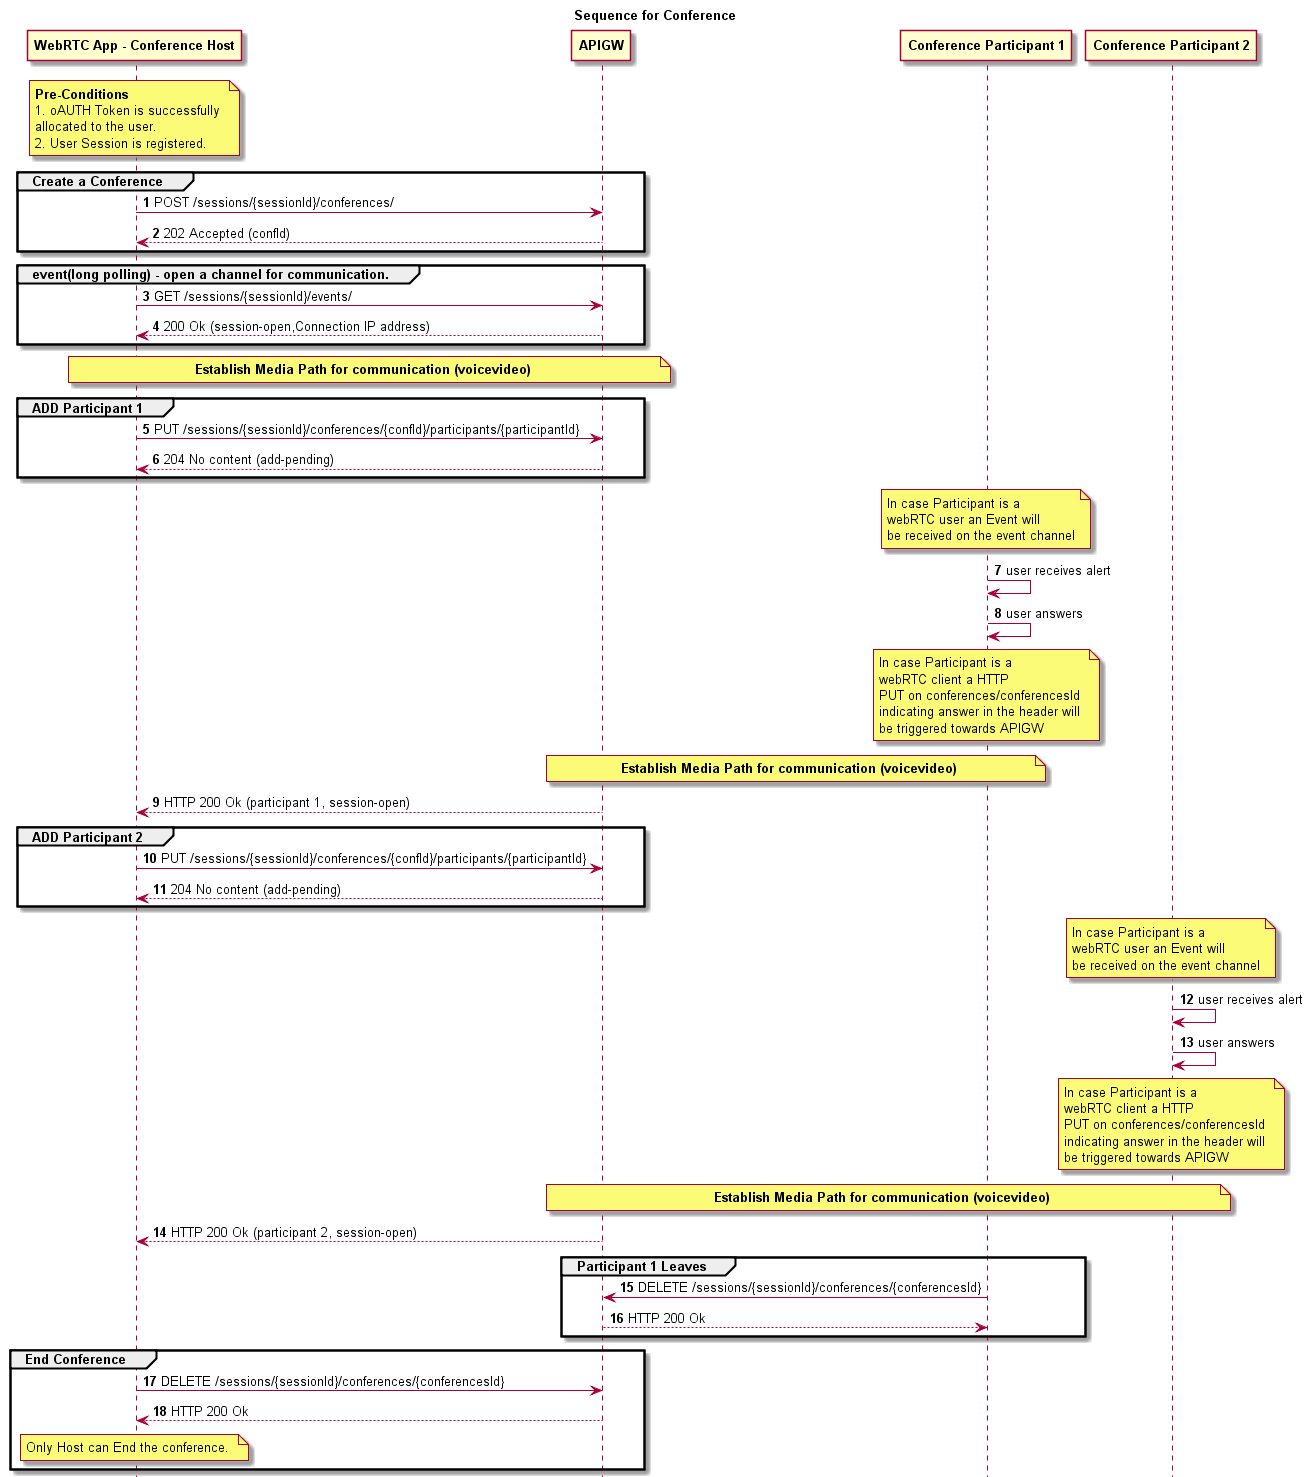 Sequence for Conference
WebRTC App - Conference Host
APIGW
Conference Participant 1
Conference Participant 2
Pre-Conditions
1. oAUTH Token is successfully
allocated to the user.
2. User Session is registered.
Create a Conference
1 POST /sessions/{sessionId}/conferences/
2 202 Accepted (confId)
event(long polling) - open a channel for communication.
3 GET /sessions/{sessionId}/events/
4 200 Ok (session-open,Connection IP address)
Establish Media Path for communication (voicevideo)
ADD Participant 1
5 PUT /sessions/{sessionId}/conferences/{confId}/participants/{participantId}
6 204 No content (add-pending)
In case Participant is a
webRTC user an Event will
be received on the event channel
7 user receives alert
8 user answers
In case Participant is a
webRTC client a HTTP
PUT on conferences/conferencesId
indicating answer in the header will
be triggered towards APIGW
Establish Media Path for communication (voicevideo)
9 HTTP 200 Ok (participant 1, session-open)
ADD Participant 2
10 PUT /sessions/{sessionId}/conferences/{confId}/participants/{participantId}
11 204 No content (add-pending)
In case Participant is a
webRTC user an Event will
be received on the event channel
12 user receives alert
13 user answers
In case Participant is a
webRTC client a HTTP
PUT on conferences/conferencesId
indicating answer in the header will
be triggered towards APIGW
Establish Media Path for communication (voicevideo)
14 HTTP 200 Ok (participant 2, session-open)
Participant 1 Leaves
15 DELETE /sessions/{sessionId}/conferences/{conferencesId}
16 HTTP 200 Ok
End Conference
17 DELETE /sessions/{sessionId}/conferences/{conferencesId}
18 HTTP 200 Ok
Only Host can End the conference.